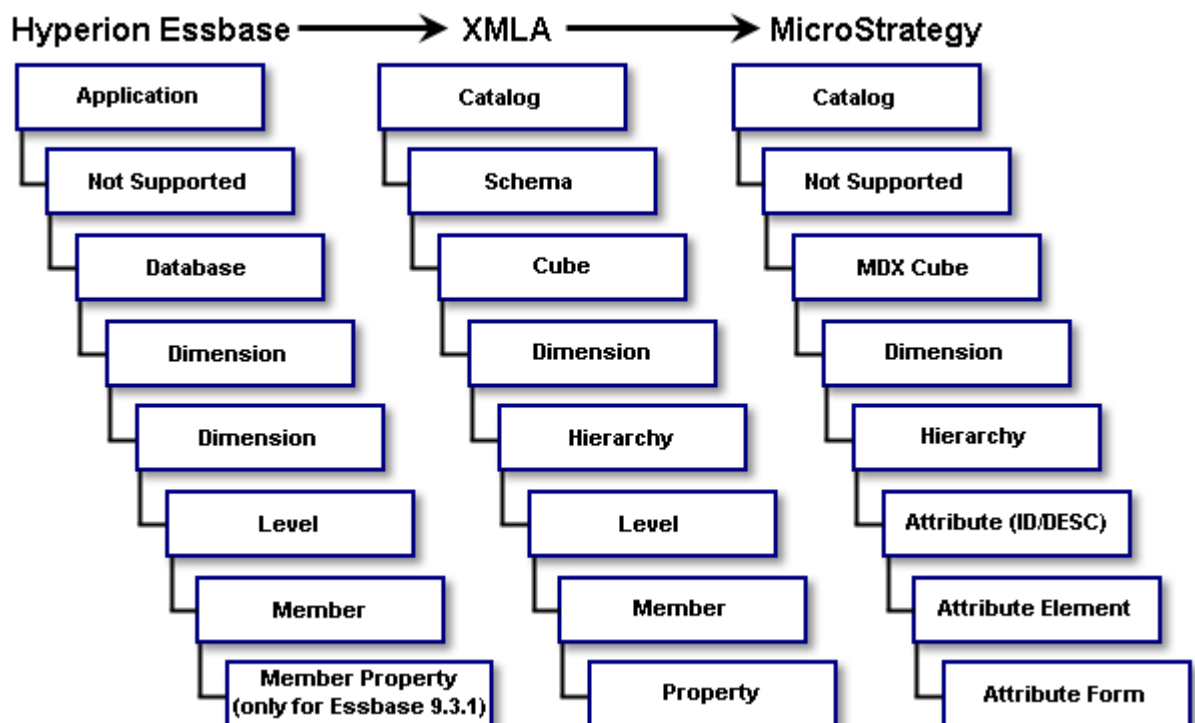 Hyperion Essbase XMLA MicroStrategy
Application Catalog Catalog
Not Supported Schema Not Supported
Database Cube MDX Cube
Dimension Dimension Dimension
Dimension Hierarchy Hierarchy
Level Level Attribute (ID/DESC)
Member Member Attribute Element
Member Property
(only for Essbase 9.3.1) Property Attribute Form